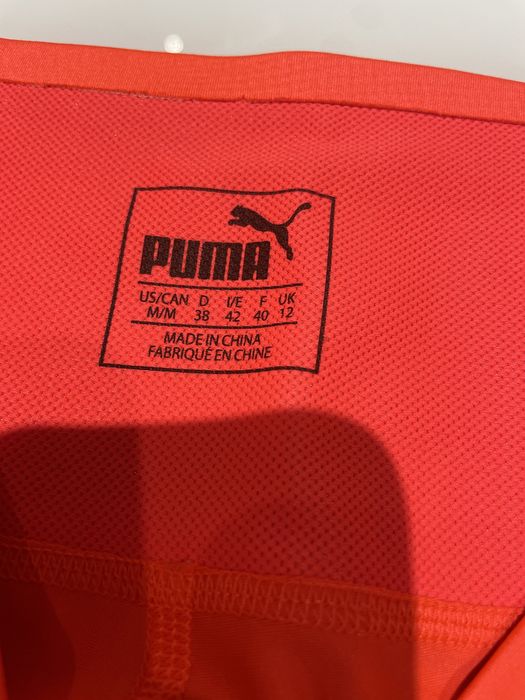 PUMA
US/CAN D I/E F UK
M/M 38 42 40 12
MADE IN CHINA
FABRIQUÉ EN CHINE